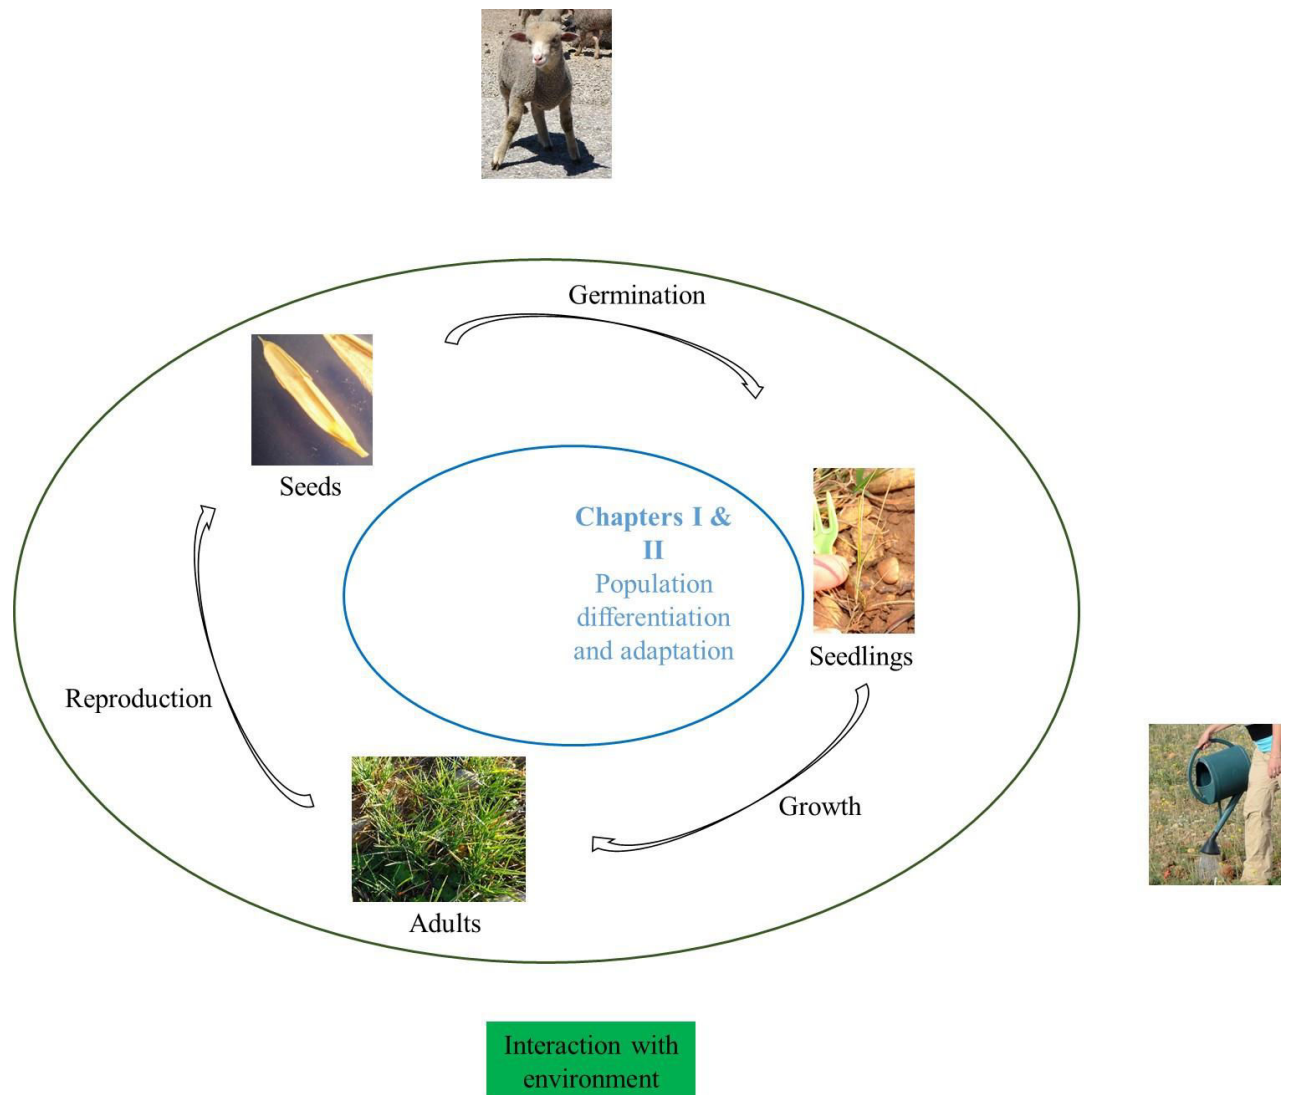 Germination
Seeds
Chapters I &
II
Population
differentiation
and adaptation
Seedlings
Reproduction
Growth
Adults
Interaction with
environment